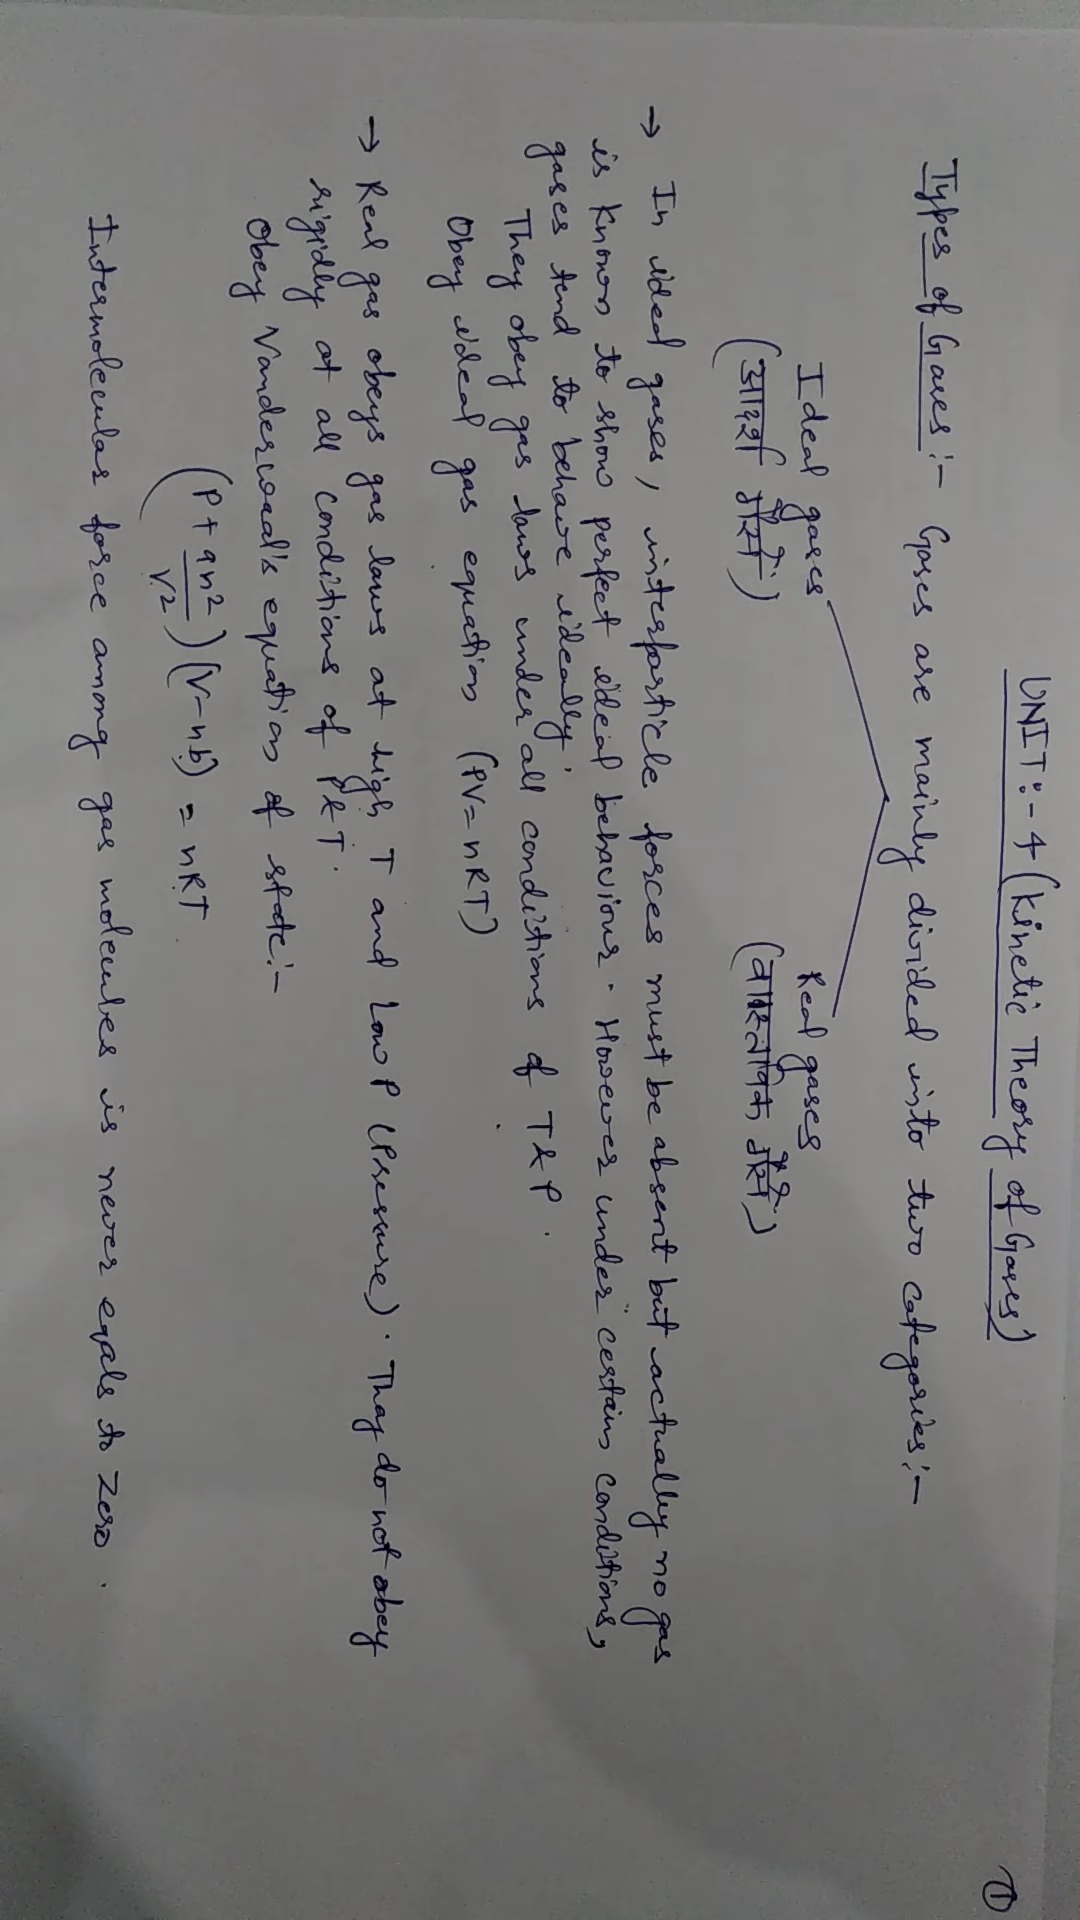 ①
UNIT:- 4 (Kinetic Theory of Gases)
Types of Gases:- Gases are mainly divided into two categories:-
Ideal gases Real gases
(आदर्श गैसें) (वास्तविक गैसें)
→ In ideal gases, interparticle forces must be absent but actually no gas
is known to show perfect ideal behaviour. However under certain conditions,
gases tend to behave ideally.
They obey gas laws under all conditions of T & P.
Obey ideal gas equation (PV = nRT)
→ Real gas obeys gas laws at high T and Low P (Pressure). They do not obey
rigidly at all conditions of P & T.
Obey Vanderwaal's equation of state:-
(P + an²/V²) (V - nb) = nRT
Intermolecular force among gas molecules is never eqals to zero.